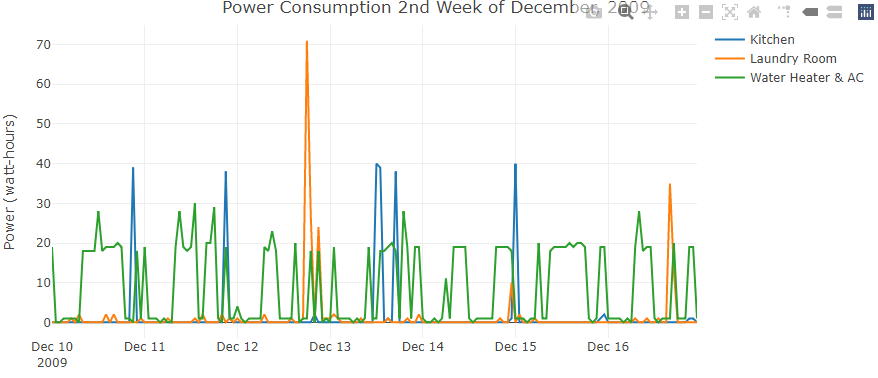 Power Consumption 2nd Week of December 2009
Kitchen
Laundry Room
Water Heater & AC
Power (watt-hours)
70
60
50
40
30
20
10
0
Dec 10
2009
Dec 11
Dec 12
Dec 13
Dec 14
Dec 15
Dec 16